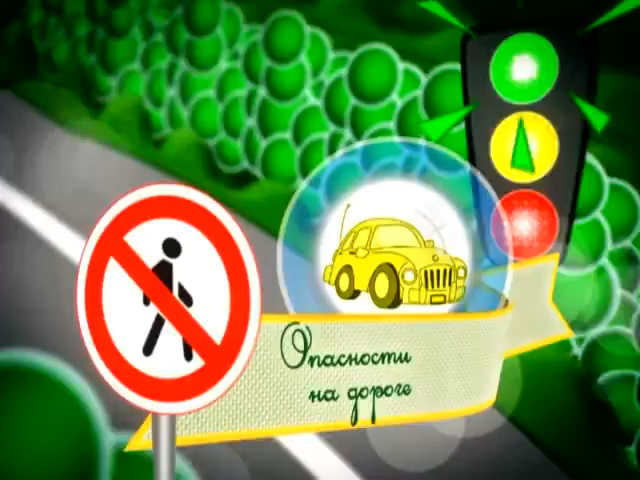 Опасности
на дороге